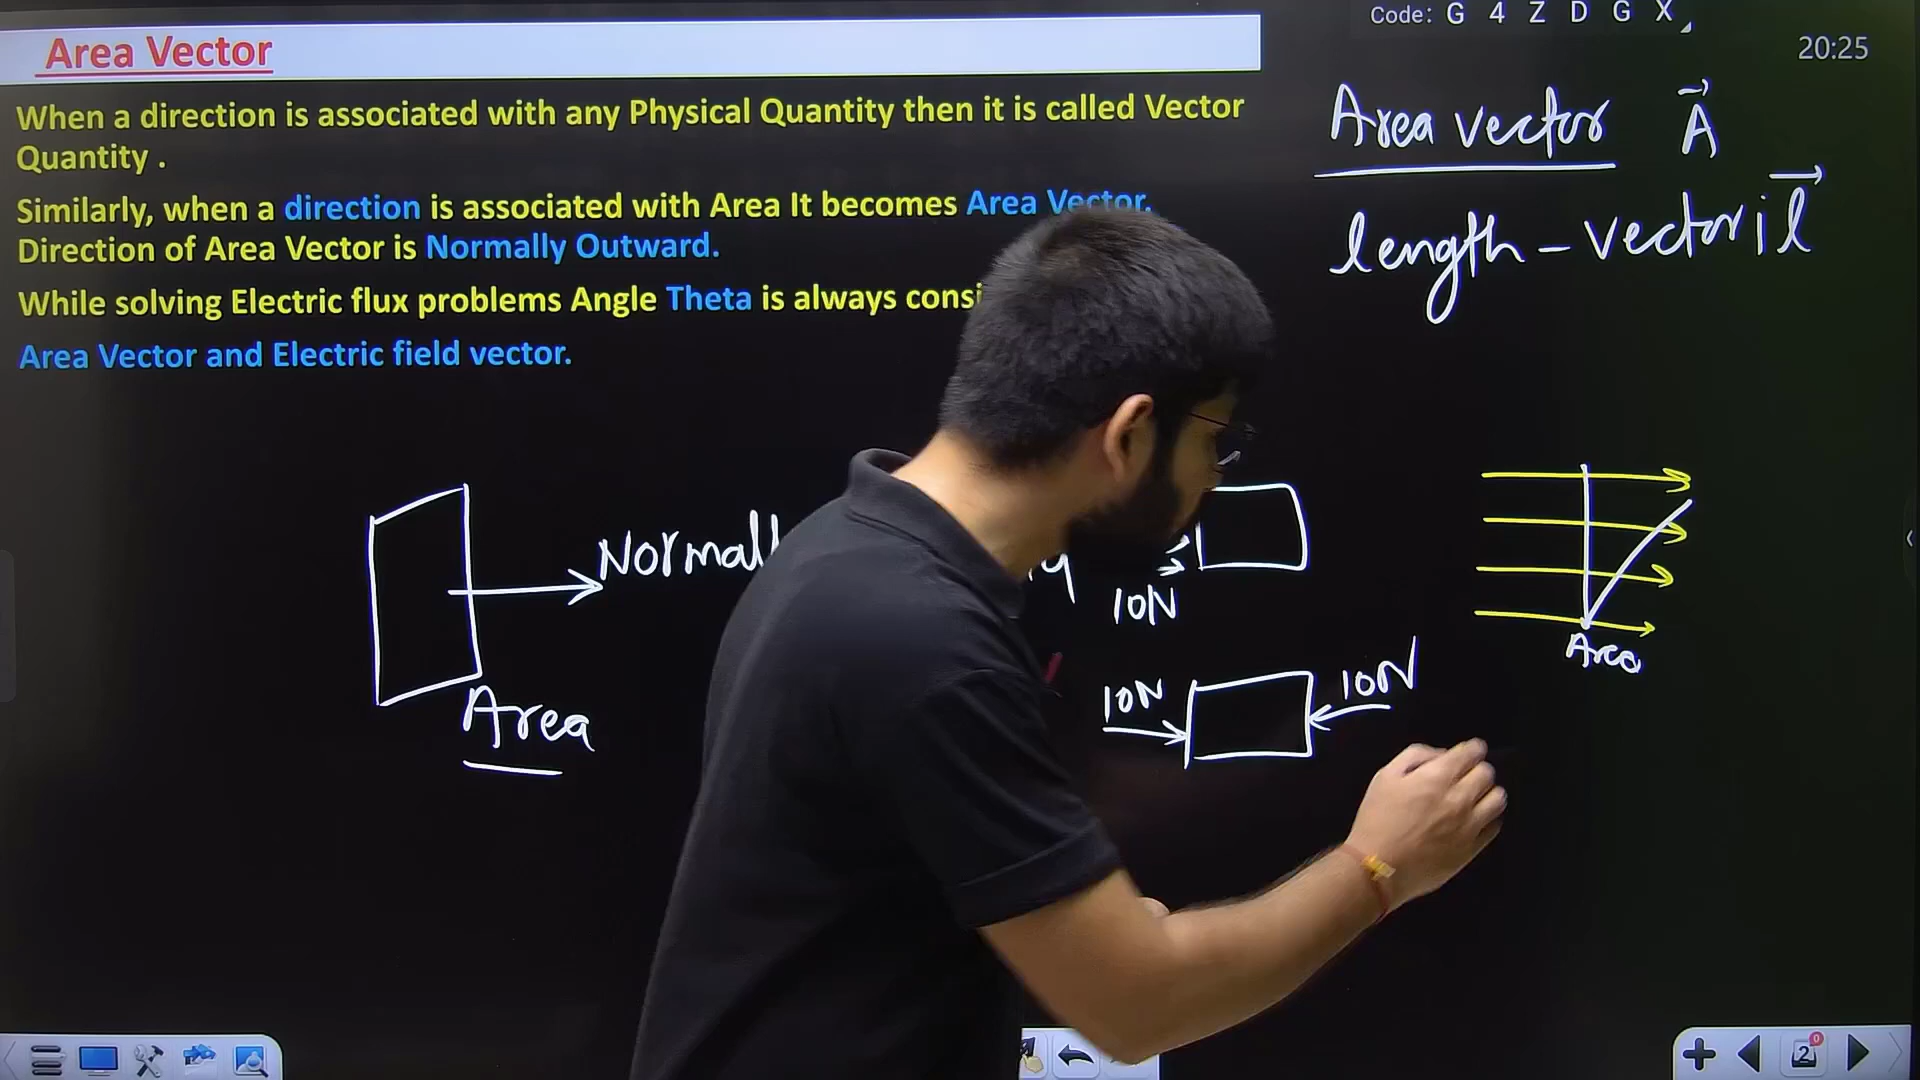 Code: G 4 Z D G X
20:25
Area Vector
When a direction is associated with any Physical Quantity then it is called Vector
Quantity .
Similarly, when a direction is associated with Area It becomes Area Vector.
Direction of Area Vector is Normally Outward.
While solving Electric flux problems Angle Theta is always
Area Vector and Electric field vector.
Area vector A
length - vector l
Normall
Area
10N
10N
10N
Area
2
0